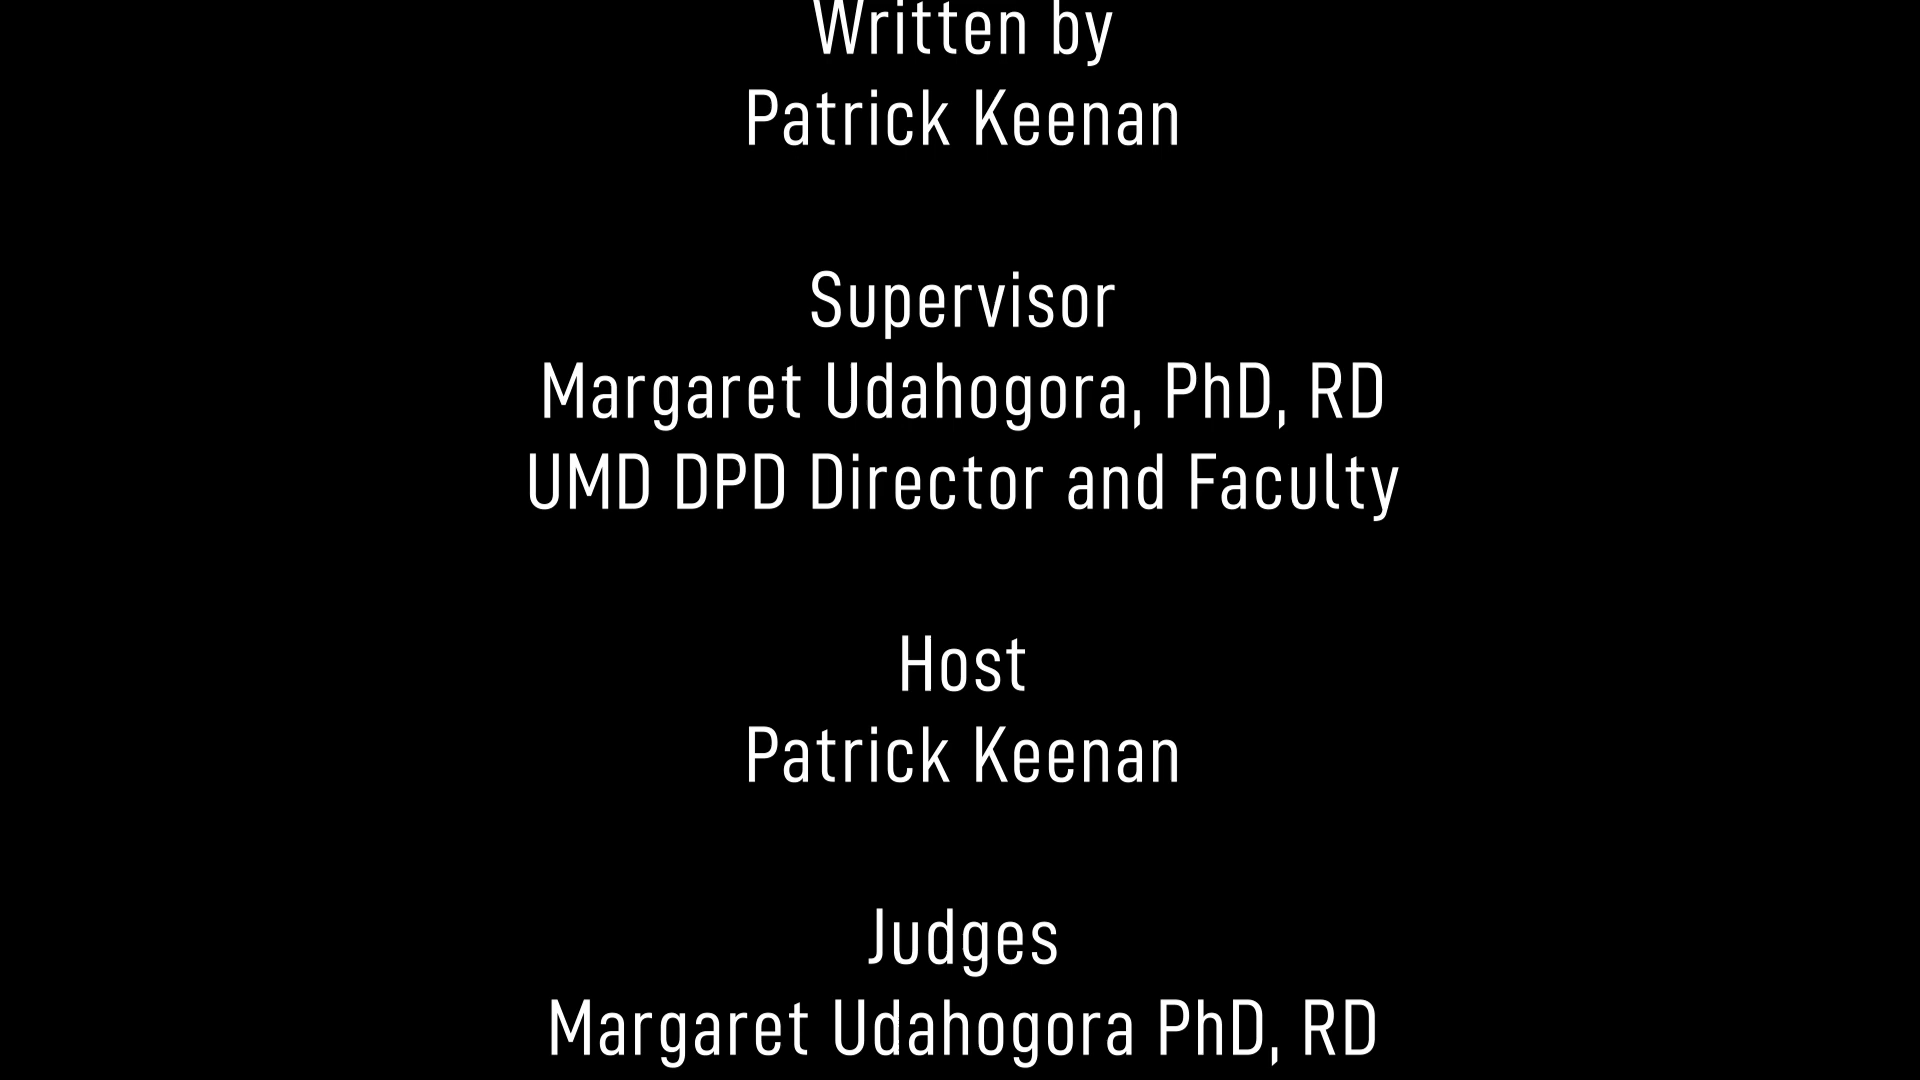 Written by
Patrick Keenan
Supervisor
Margaret Udahogora, PhD, RD
UMD DPD Director and Faculty
Host
Patrick Keenan
Judges
Margaret Udahogora PhD, RD